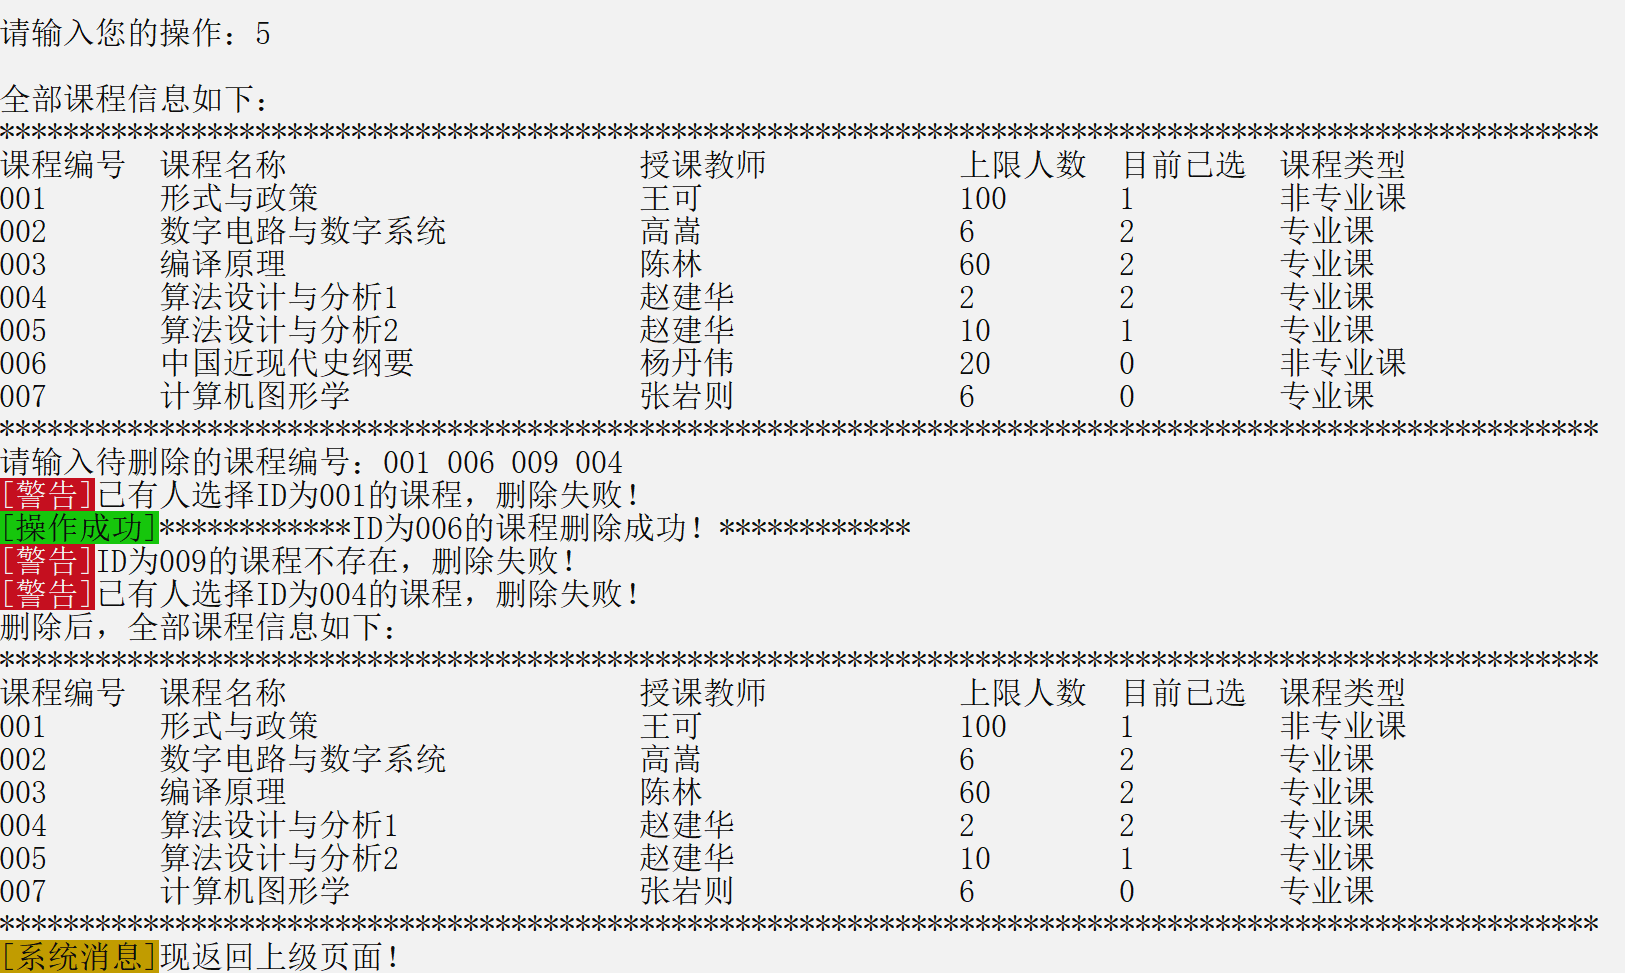 请输入您的操作：5
全部课程信息如下：
****************************************************************************************************
课程编号 课程名称 授课教师 上限人数 目前已选 课程类型
001 形式与政策 王可 100 1 非专业课
002 数字电路与数字系统 高嵩 6 2 专业课
003 编译原理 陈林 60 2 专业课
004 算法设计与分析1 赵建华 2 2 专业课
005 算法设计与分析2 赵建华 10 1 专业课
006 中国近现代史纲要 杨丹伟 20 0 非专业课
007 计算机图形学 张岩则 6 0 专业课
****************************************************************************************************
请输入待删除的课程编号：001 006 009 004
[警告]已有人选择ID为001的课程，删除失败！
[操作成功]************ID为006的课程删除成功！************
[警告]ID为009的课程不存在，删除失败！
[警告]已有人选择ID为004的课程，删除失败！
删除后，全部课程信息如下：
****************************************************************************************************
课程编号 课程名称 授课教师 上限人数 目前已选 课程类型
001 形式与政策 王可 100 1 非专业课
002 数字电路与数字系统 高嵩 6 2 专业课
003 编译原理 陈林 60 2 专业课
004 算法设计与分析1 赵建华 2 2 专业课
005 算法设计与分析2 赵建华 10 1 专业课
007 计算机图形学 张岩则 6 0 专业课
****************************************************************************************************
[系统消息]现返回上级页面！